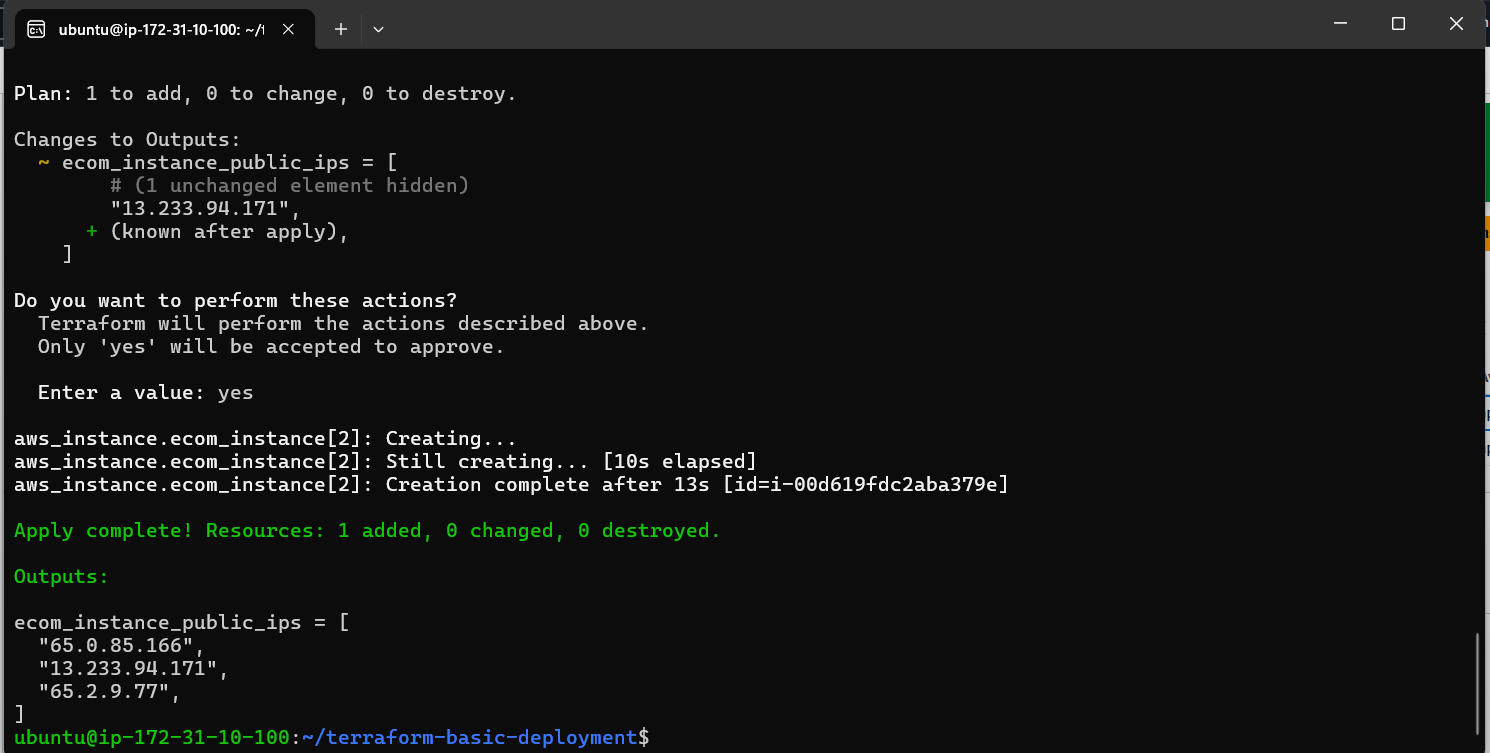 ubuntu@ip-172-31-10-100: ~/t
Plan: 1 to add, 0 to change, 0 to destroy.
Changes to Outputs:
  ~ ecom_instance_public_ips = [
        # (1 unchanged element hidden)
        "13.233.94.171",
      + (known after apply),
    ]
Do you want to perform these actions?
  Terraform will perform the actions described above.
  Only 'yes' will be accepted to approve.
  Enter a value: yes
aws_instance.ecom_instance[2]: Creating...
aws_instance.ecom_instance[2]: Still creating... [10s elapsed]
aws_instance.ecom_instance[2]: Creation complete after 13s [id=i-00d619fdc2aba379e]
Apply complete! Resources: 1 added, 0 changed, 0 destroyed.
Outputs:
ecom_instance_public_ips = [
  "65.0.85.166",
  "13.233.94.171",
  "65.2.9.77",
]
ubuntu@ip-172-31-10-100:~/terraform-basic-deployment$